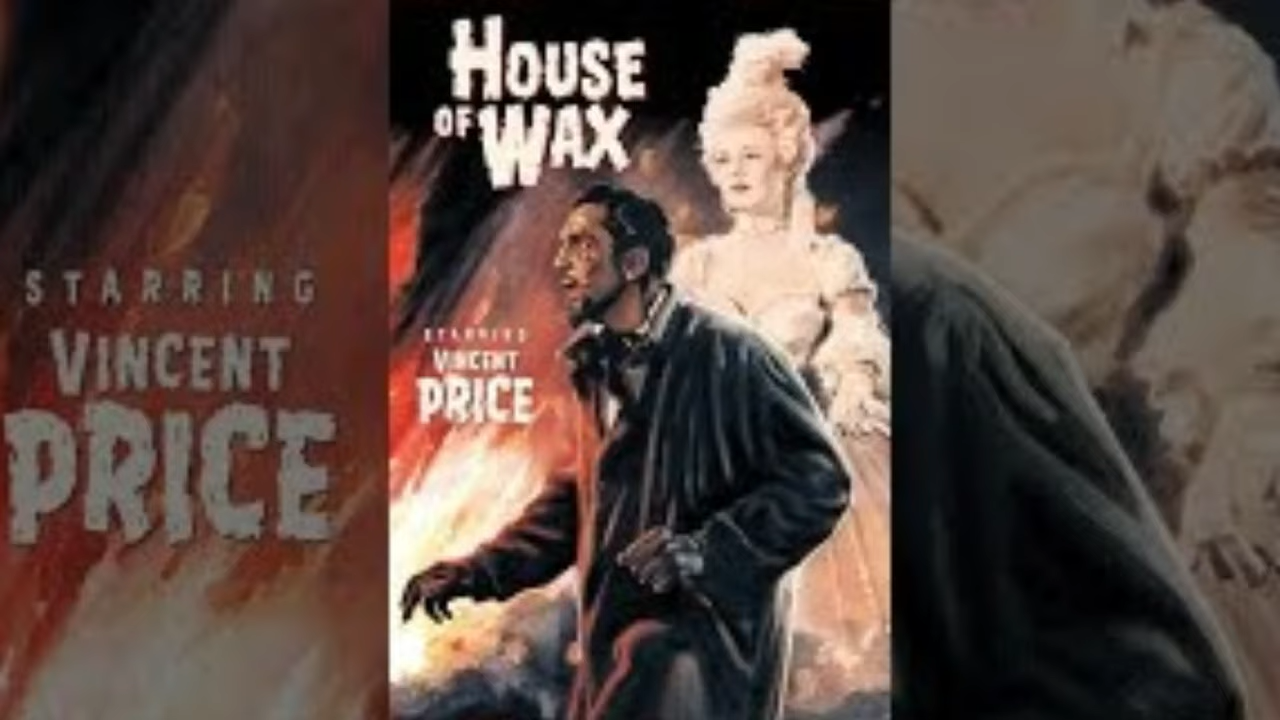 HOUSE
OF WAX
STARRING
VINCENT
PRICE
STARRING
VINCENT
PRICE